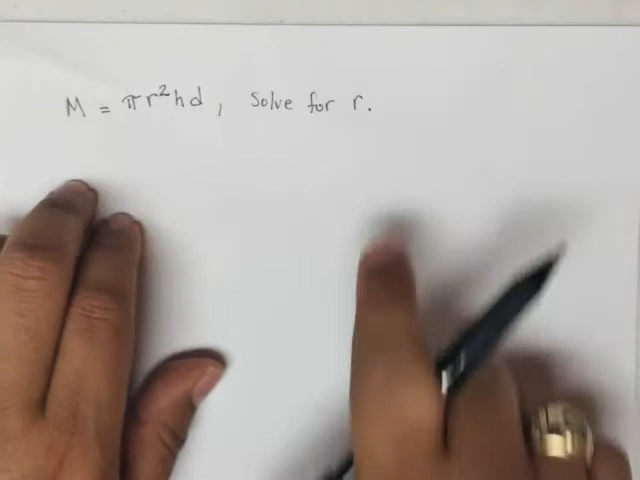 M = πr²hd, Solve for r.